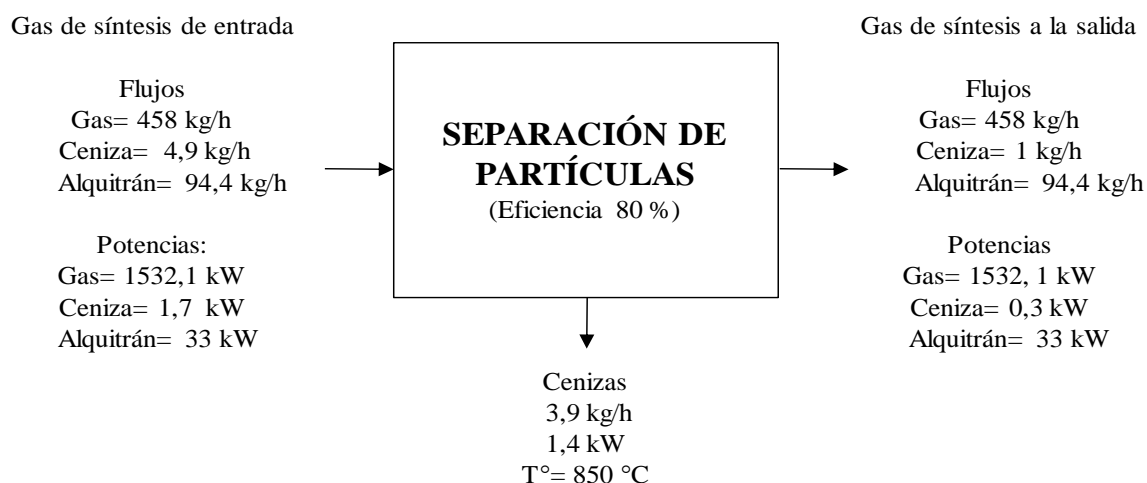 Gas de síntesis de entrada
Flujos
Gas= 458 kg/h
Ceniza= 4,9 kg/h
Alquitrán= 94,4 kg/h
Potencias:
Gas= 1532,1 kW
Ceniza= 1,7 kW
Alquitrán= 33 kW
SEPARACIÓN DE
PARTÍCULAS
(Eficiencia 80 %)
Cenizas
3,9 kg/h
1,4 kW
T°= 850 °C
Gas de síntesis a la salida
Flujos
Gas= 458 kg/h
Ceniza= 1 kg/h
Alquitrán= 94,4 kg/h
Potencias
Gas= 1532, 1 kW
Ceniza= 0,3 kW
Alquitrán= 33 kW